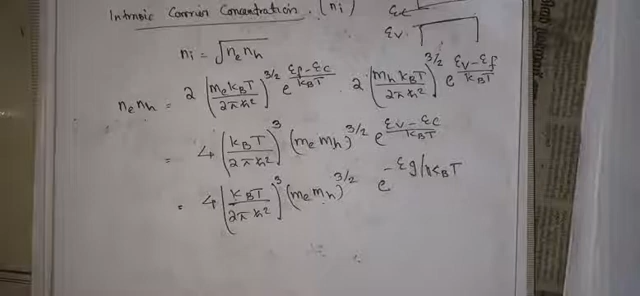 Intrinsic Carrier Concentration. (ni)
εc
εv
ni = √(ne nh)
ne nh = 2 (me kBT / 2πħ²)^3/2 e^(εf-εc / kBT) . 2 (mh kBT / 2πħ²)^3/2 e^(εv-εf / kBT)
= 4 (kBT / 2πħ²)^3 (me mh)^3/2 e^(εv-εc / kBT)
= 4 (kBT / 2πħ²)^3 (me mh)^3/2 e^(-εg/kBT)